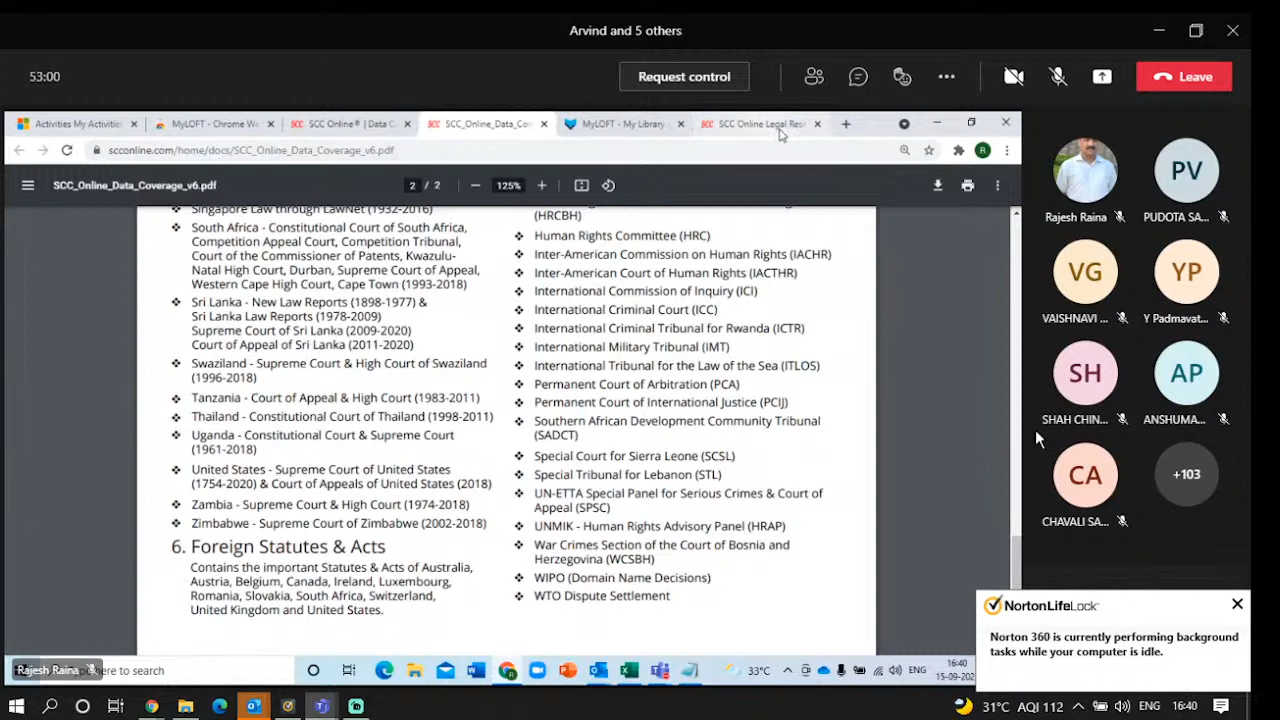 Arvind and 5 others
53:00
Request control
Leave
Activities My Activitie
MyLOFT - Chrome We
SCC Online® | Data C
SCC_Online_Data_Co
MyLOFT - My Library
SCC Online Legal Res
scconline.com/home/docs/SCC_Online_Data_Coverage_v6.pdf
R
SCC_Online_Data_Coverage_v6.pdf
2 / 2
125%
Singapore Law through LawNet (1932-2016)
South Africa - Constitutional Court of South Africa,
Competition Appeal Court, Competition Tribunal,
Court of the Commissioner of Patents, Kwazulu-
Natal High Court, Durban, Supreme Court of Appeal,
Western Cape High Court, Cape Town (1993-2018)
Sri Lanka - New Law Reports (1898-1977) &
Sri Lanka Law Reports (1978-2009)
Supreme Court of Sri Lanka (2009-2020)
Court of Appeal of Sri Lanka (2011-2020)
Swaziland - Supreme Court & High Court of Swaziland
(1996-2018)
Tanzania - Court of Appeal & High Court (1983-2011)
Thailand - Constitutional Court of Thailand (1998-2011)
Uganda - Constitutional Court & Supreme Court
(1961-2018)
United States - Supreme Court of United States
(1754-2020) & Court of Appeals of United States (2018)
Zambia - Supreme Court & High Court (1974-2018)
Zimbabwe - Supreme Court of Zimbabwe (2002-2018)
6. Foreign Statutes & Acts
Contains the important Statutes & Acts of Australia,
Austria, Belgium, Canada, Ireland, Luxembourg,
Romania, Slovakia, South Africa, Switzerland,
United Kingdom and United States.
(HRCBH)
Human Rights Committee (HRC)
Inter-American Commission on Human Rights (IACHR)
Inter-American Court of Human Rights (IACTHR)
International Commission of Inquiry (ICI)
International Criminal Court (ICC)
International Criminal Tribunal for Rwanda (ICTR)
International Military Tribunal (IMT)
International Tribunal for the Law of the Sea (ITLOS)
Permanent Court of Arbitration (PCA)
Permanent Court of International Justice (PCIJ)
Southern African Development Community Tribunal
(SADCT)
Special Court for Sierra Leone (SCSL)
Special Tribunal for Lebanon (STL)
UN-ETTA Special Panel for Serious Crimes & Court of
Appeal (SPSC)
UNMIK - Human Rights Advisory Panel (HRAP)
War Crimes Section of the Court of Bosnia and
Herzegovina (WCSBH)
WIPO (Domain Name Decisions)
WTO Dispute Settlement
Rajesh Raina
PV
PUDOTA SA...
VG
VAISHNAVI ...
YP
Y Padmavat...
SH
SHAH CHIN...
AP
ANSHUMA...
CA
CHAVALI SA...
+103
NortonLifeLock
Norton 360 is currently performing background
tasks while your computer is idle.
Rajesh Raina
here to search
33°C
ENG
16:40
15-09-202
31°C AQI 112
ENG
16:40